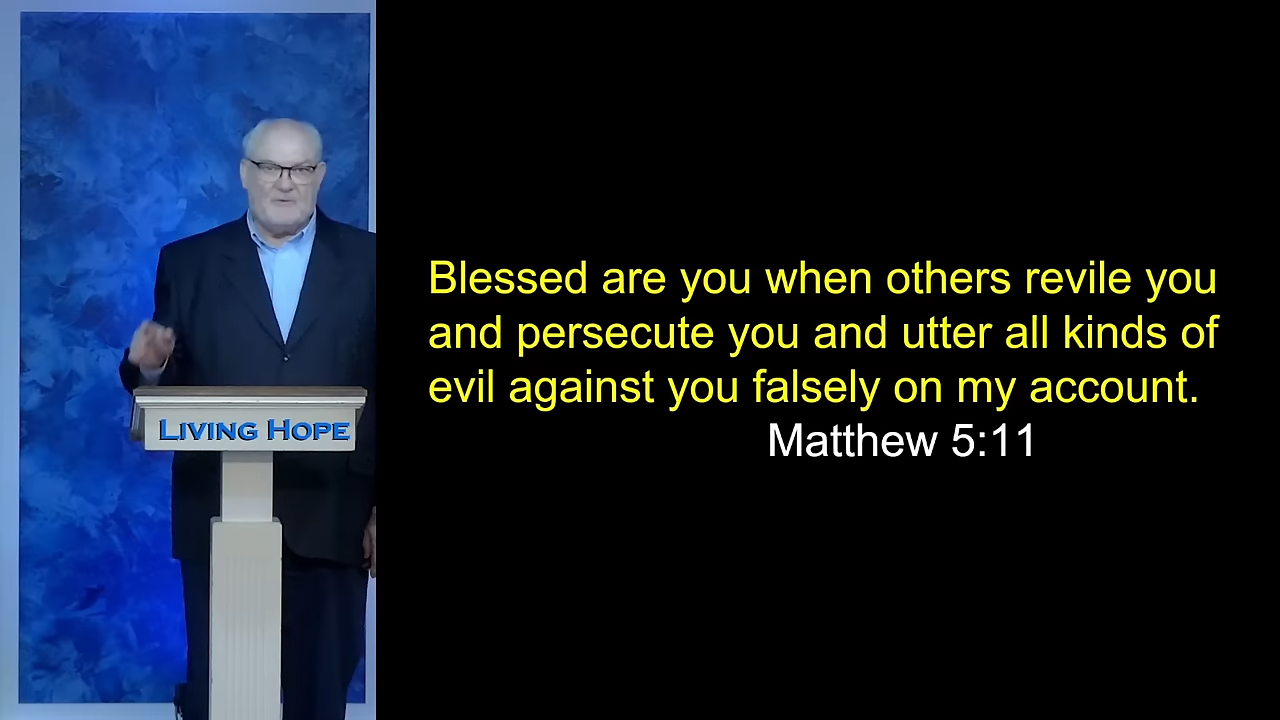 LIVING HOPE
Blessed are you when others revile you
and persecute you and utter all kinds of
evil against you falsely on my account.
Matthew 5:11